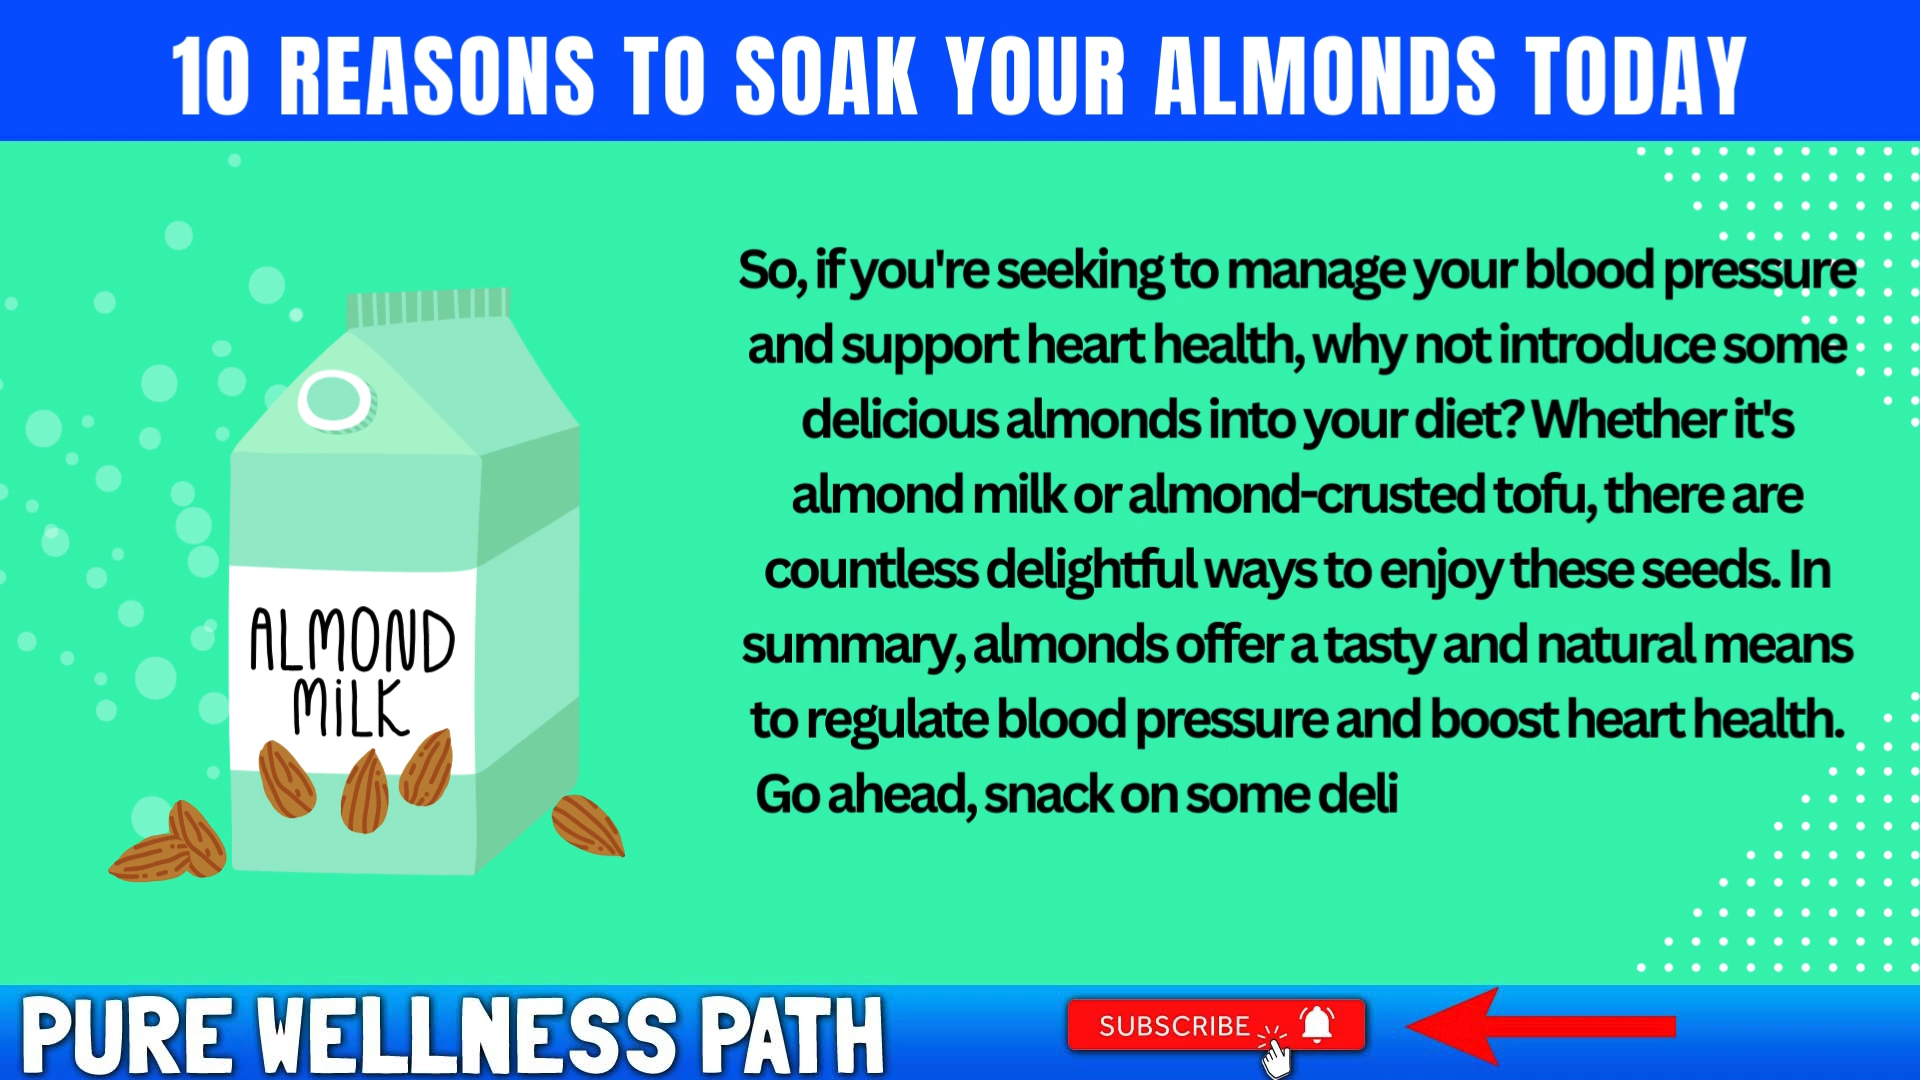 10 REASONS TO SOAK YOUR ALMONDS TODAY
So, if you're seeking to manage your blood pressure
and support heart health, why not introduce some
delicious almonds into your diet? Whether it's
almond milk or almond-crusted tofu, there are
countless delightful ways to enjoy these seeds. In
summary, almonds offer a tasty and natural means
to regulate blood pressure and boost heart health.
Go ahead, snack on some deli
ALMOND
MiLK
PURE WELLNESS PATH
SUBSCRIBE